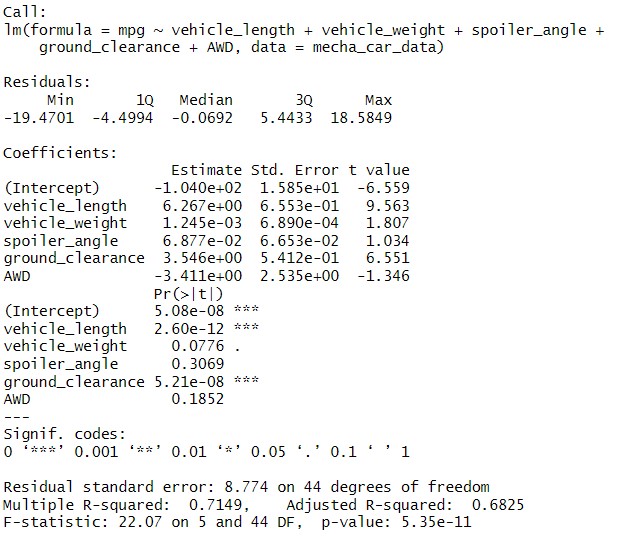 Call:
lm(formula = mpg ~ vehicle_length + vehicle_weight + spoiler_angle +
    ground_clearance + AWD, data = mecha_car_data)

Residuals:
     Min       1Q   Median       3Q      Max
-19.4701  -4.4994  -0.0692   5.4433  18.5849

Coefficients:
                   Estimate Std. Error t value
(Intercept)      -1.040e+02  1.585e+01  -6.559
vehicle_length    6.267e+00  6.553e-01   9.563
vehicle_weight    1.245e-03  6.890e-04   1.807
spoiler_angle     6.877e-02  6.653e-02   1.034
ground_clearance  3.546e+00  5.412e-01   6.551
AWD              -3.411e+00  2.535e+00  -1.346
                 Pr(>|t|)
(Intercept)      5.08e-08 ***
vehicle_length   2.60e-12 ***
vehicle_weight     0.0776 .
spoiler_angle      0.3069
ground_clearance 5.21e-08 ***
AWD                0.1852
---
Signif. codes:
0 ‘***’ 0.001 ‘**’ 0.01 ‘*’ 0.05 ‘.’ 0.1 ‘ ’ 1

Residual standard error: 8.774 on 44 degrees of freedom
Multiple R-squared:  0.7149,	Adjusted R-squared:  0.6825
F-statistic: 22.07 on 5 and 44 DF,  p-value: 5.35e-11